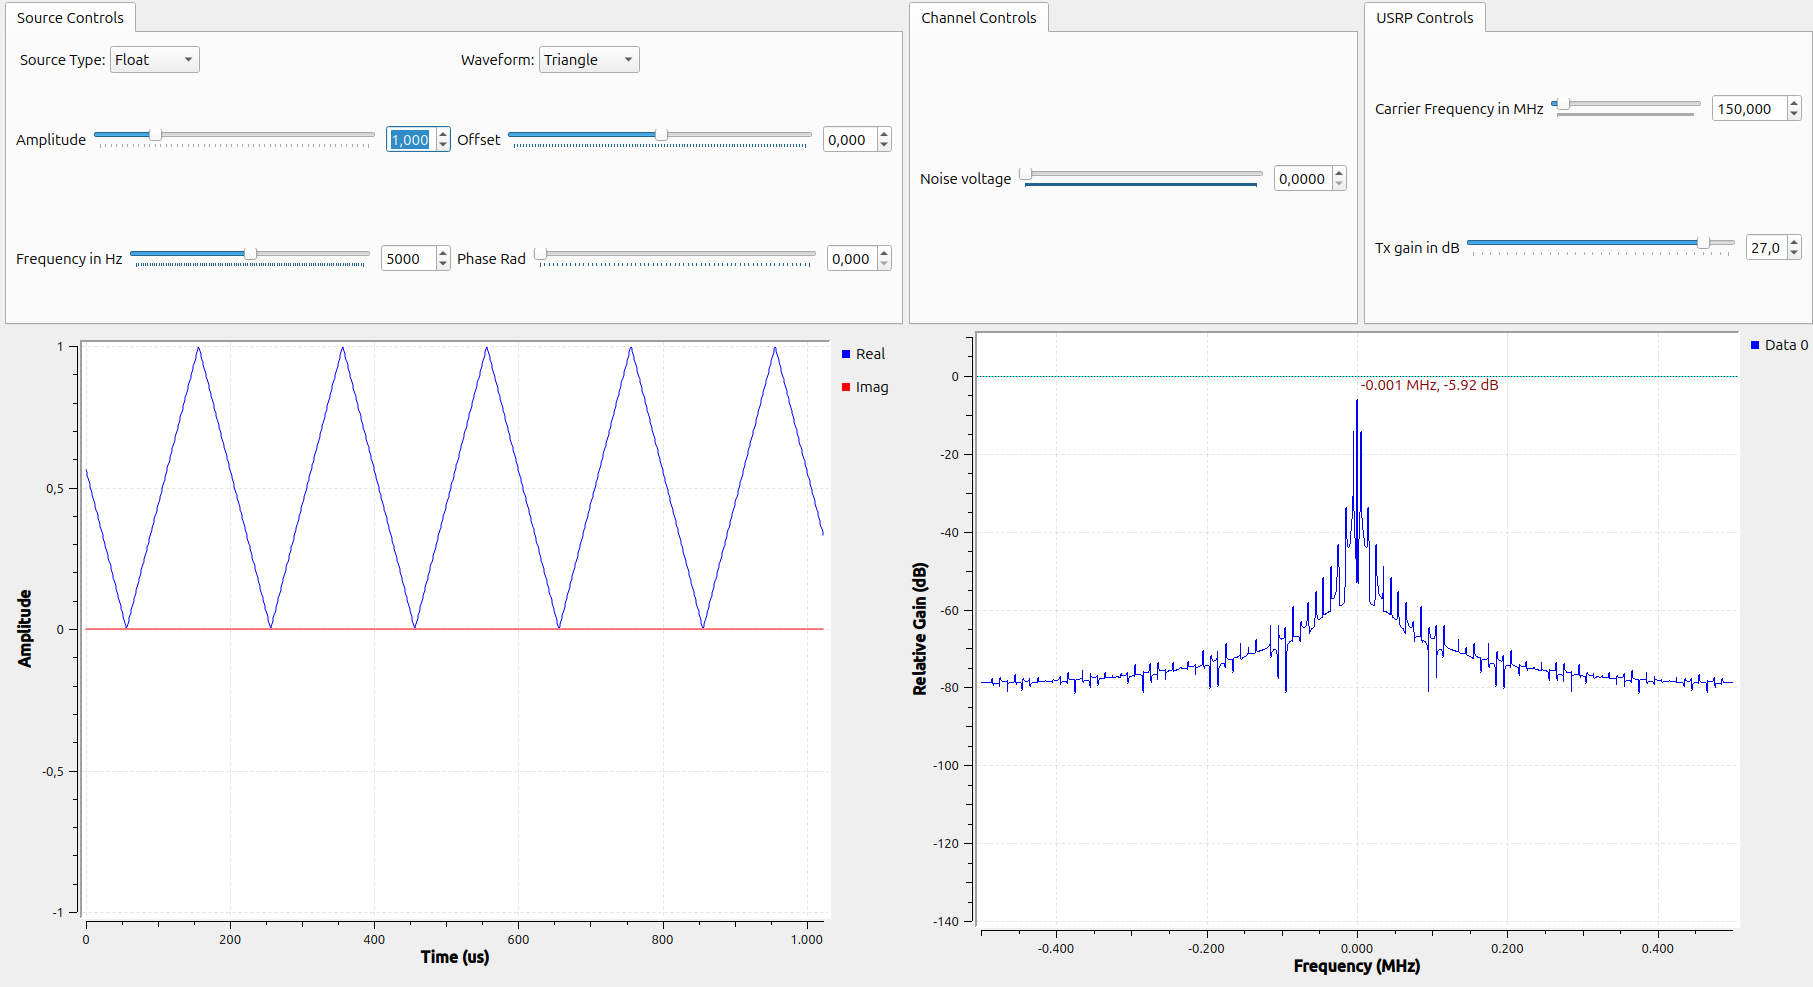 Source Controls
Source Type: Float
Waveform: Triangle
Amplitude
1,000
Offset
0,000
Frequency in Hz
5000
Phase Rad
0,000
Channel Controls
Noise voltage
0,0000
USRP Controls
Carrier Frequency in MHz
150,000
Tx gain in dB
27,0
1
0,5
0
-0,5
-1
Amplitude
0 200 400 600 800 1.000
Time (us)
Real
Imag
0
-20
-40
-60
-80
-100
-120
-140
Relative Gain (dB)
-0.001 MHz, -5.92 dB
-0.400 -0.200 0.000 0.200 0.400
Frequency (MHz)
Data 0